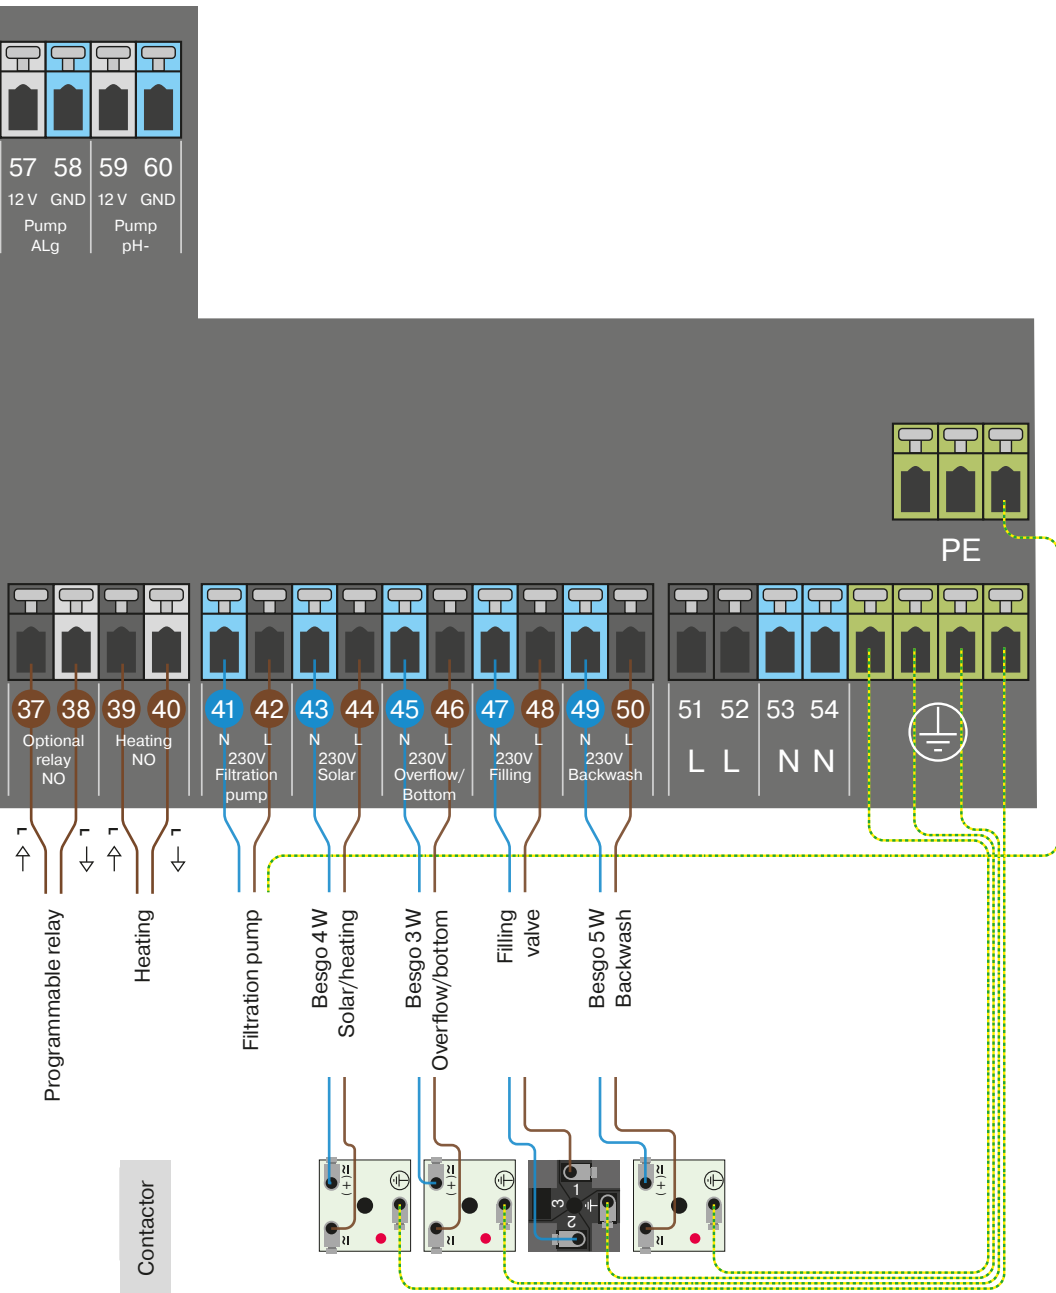 57 58 59 60
12 V GND 12 V GND
Pump Pump
ALg pH-
PE
37 38 39 40 41 42 43 44 45 46 47 48 49 50 51 52 53 54
Optional
relay
NO
Heating
NO
N L
230V
Filtration
pump
N L
230V
Solar
N L
230V
Overflow/
Bottom
N L
230V
Filling
N L
230V
Backwash
L L N N
L L L L
Programmable relay
Heating
Filtration pump
Besgo 4 W
Solar/heating
Besgo 3 W
Overflow/bottom
Filling
valve
Besgo 5 W
Backwash
≈(+)
≈
≈(+)
≈
1
2
3
≈(+)
≈
Contactor